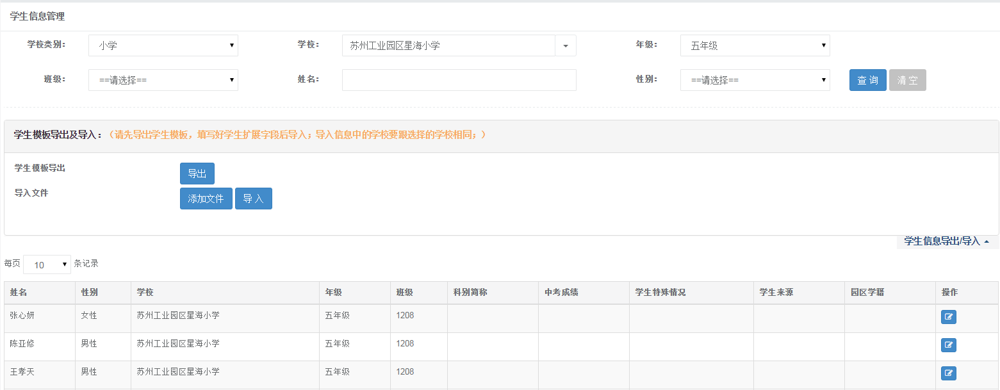 学生信息管理
学校类别： 小学 学校： 苏州工业园区星海小学 年级： 五年级
班级： ==请选择== 姓名： 性别： ==请选择== 查 询 清 空
学生模板导出及导入：（请先导出学生模板，填写好学生扩展字段后导入；导入信息中的学校要跟选择的学校相同；）
学生模板导出 导出
导入文件 添加文件 导 入
学生信息导出/导入
每页 10 条记录
姓名 性别 学校 年级 班级 科别简称 中考成绩 学生特殊情况 学生来源 园区学籍 操作
张心妍 女性 苏州工业园区星海小学 五年级 1208
陈亚修 男性 苏州工业园区星海小学 五年级 1208
王孝天 男性 苏州工业园区星海小学 五年级 1208